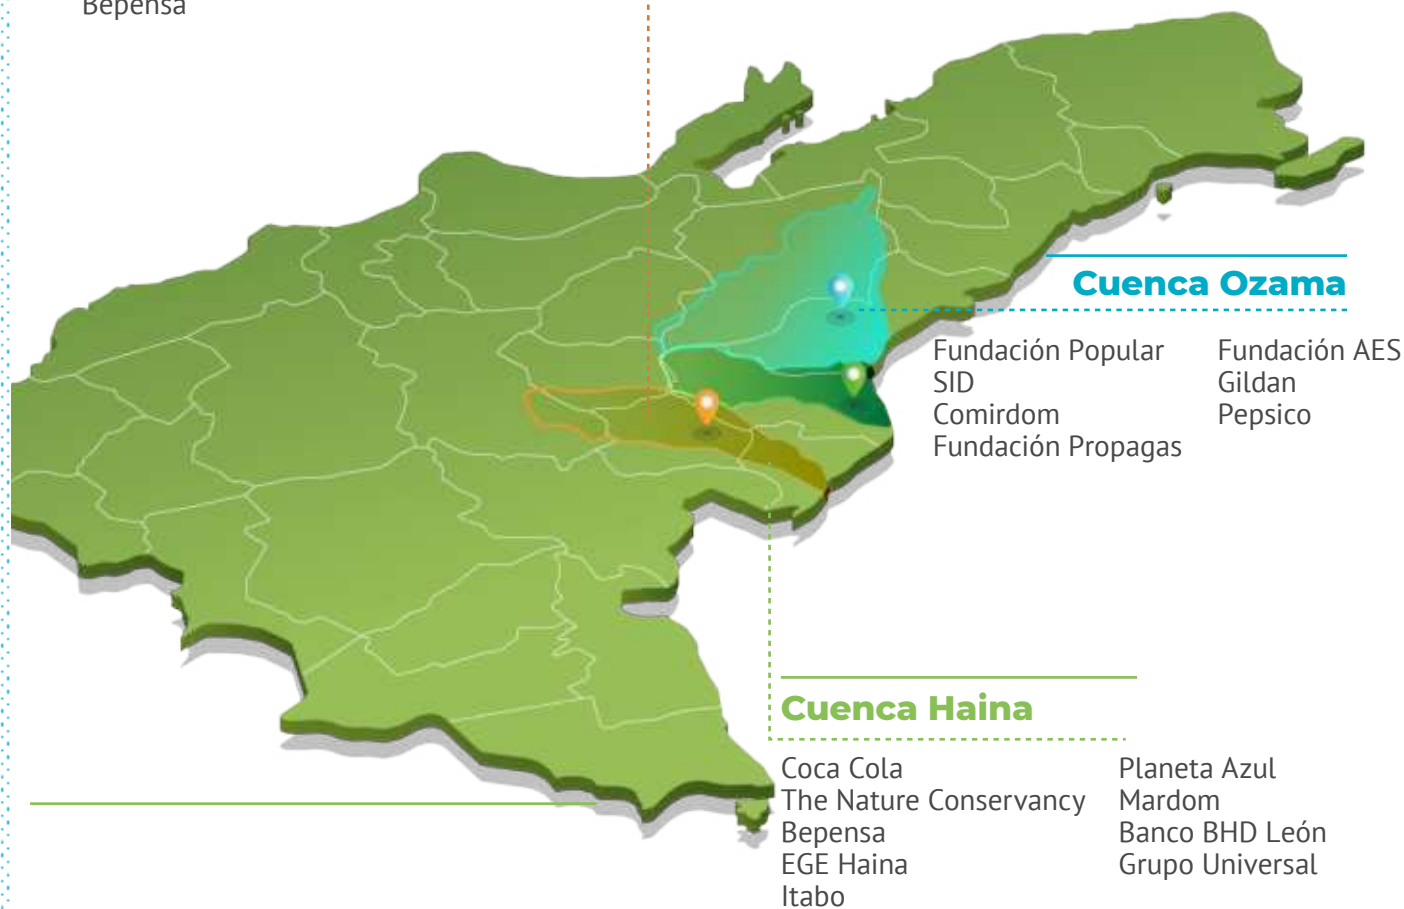 Bepensa
Cuenca Ozama
Fundación Popular
SID
Comirdom
Fundación Propagas
Fundación AES
Gildan
Pepsico
Cuenca Haina
Coca Cola
The Nature Conservancy
Bepensa
EGE Haina
Itabo
Planeta Azul
Mardom
Banco BHD León
Grupo Universal